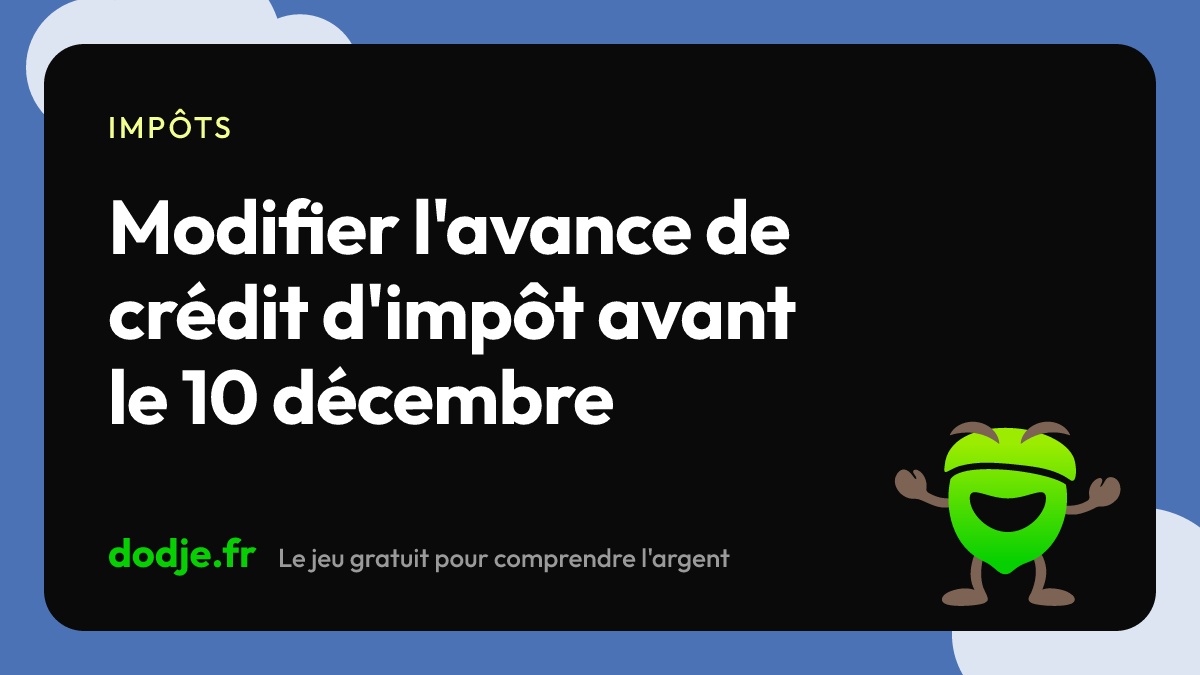 IMPÔTS
Modifier l'avance de
crédit d'impôt avant
le 10 décembre
dodje.fr Le jeu gratuit pour comprendre l'argent